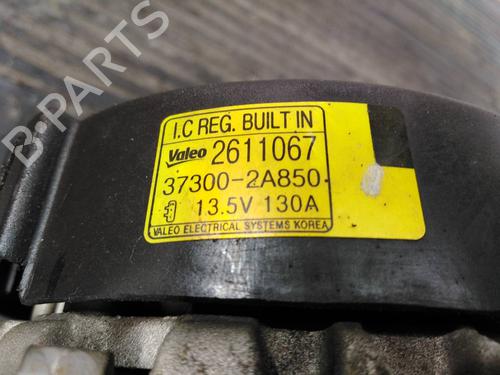 I.C REG. BUILT IN
Valeo 2611067
37300-2A850
13.5V 130A
VALEO ELECTRICAL SYSTEMS KOREA
B-PARTS